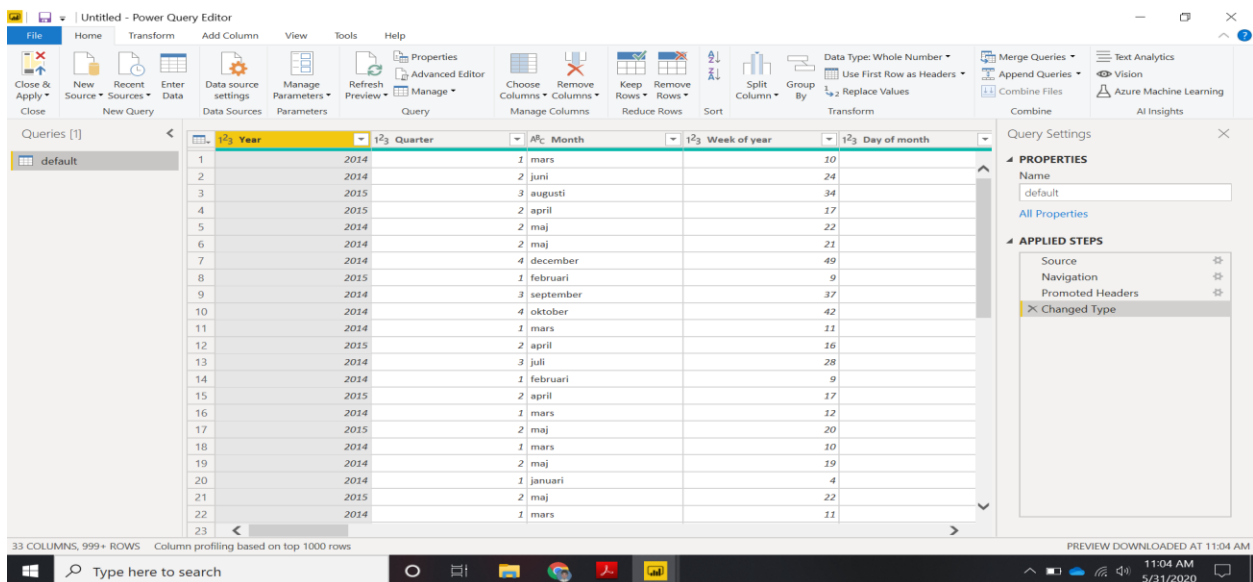 Untitled - Power Query Editor
File Home Transform Add Column View Tools Help
Close & Apply
New Source
Recent Sources
Enter Data
Data source settings
Manage Parameters
Refresh Preview
Properties
Advanced Editor
Manage
Choose Columns
Remove Columns
Keep Rows
Remove Rows
Split Column
Group By
Data Type: Whole Number
Use First Row as Headers
Replace Values
Merge Queries
Append Queries
Combine Files
Text Analytics
Vision
Azure Machine Learning
Close New Query Data Sources Parameters Query Manage Columns Reduce Rows Sort Transform Combine AI Insights
Queries [1]
default
123 Year 123 Quarter ABC Month 123 Week of year 123 Day of month
1 2014 1 mars 10
2 2014 2 juni 24
3 2015 3 augusti 34
4 2015 2 april 17
5 2014 2 maj 22
6 2014 2 maj 21
7 2014 4 december 49
8 2015 1 februari 9
9 2014 3 september 37
10 2014 4 oktober 42
11 2014 1 mars 11
12 2015 2 april 16
13 2014 3 juli 28
14 2014 1 februari 9
15 2015 2 april 17
16 2014 1 mars 12
17 2015 2 maj 20
18 2014 1 mars 10
19 2014 2 maj 19
20 2014 1 januari 4
21 2015 2 maj 22
22 2014 1 mars 11
23
Query Settings
PROPERTIES
Name
default
All Properties
APPLIED STEPS
Source
Navigation
Promoted Headers
Changed Type
33 COLUMNS, 999+ ROWS Column profiling based on top 1000 rows
PREVIEW DOWNLOADED AT 11:04 AM
Type here to search
11:04 AM
5/31/2020